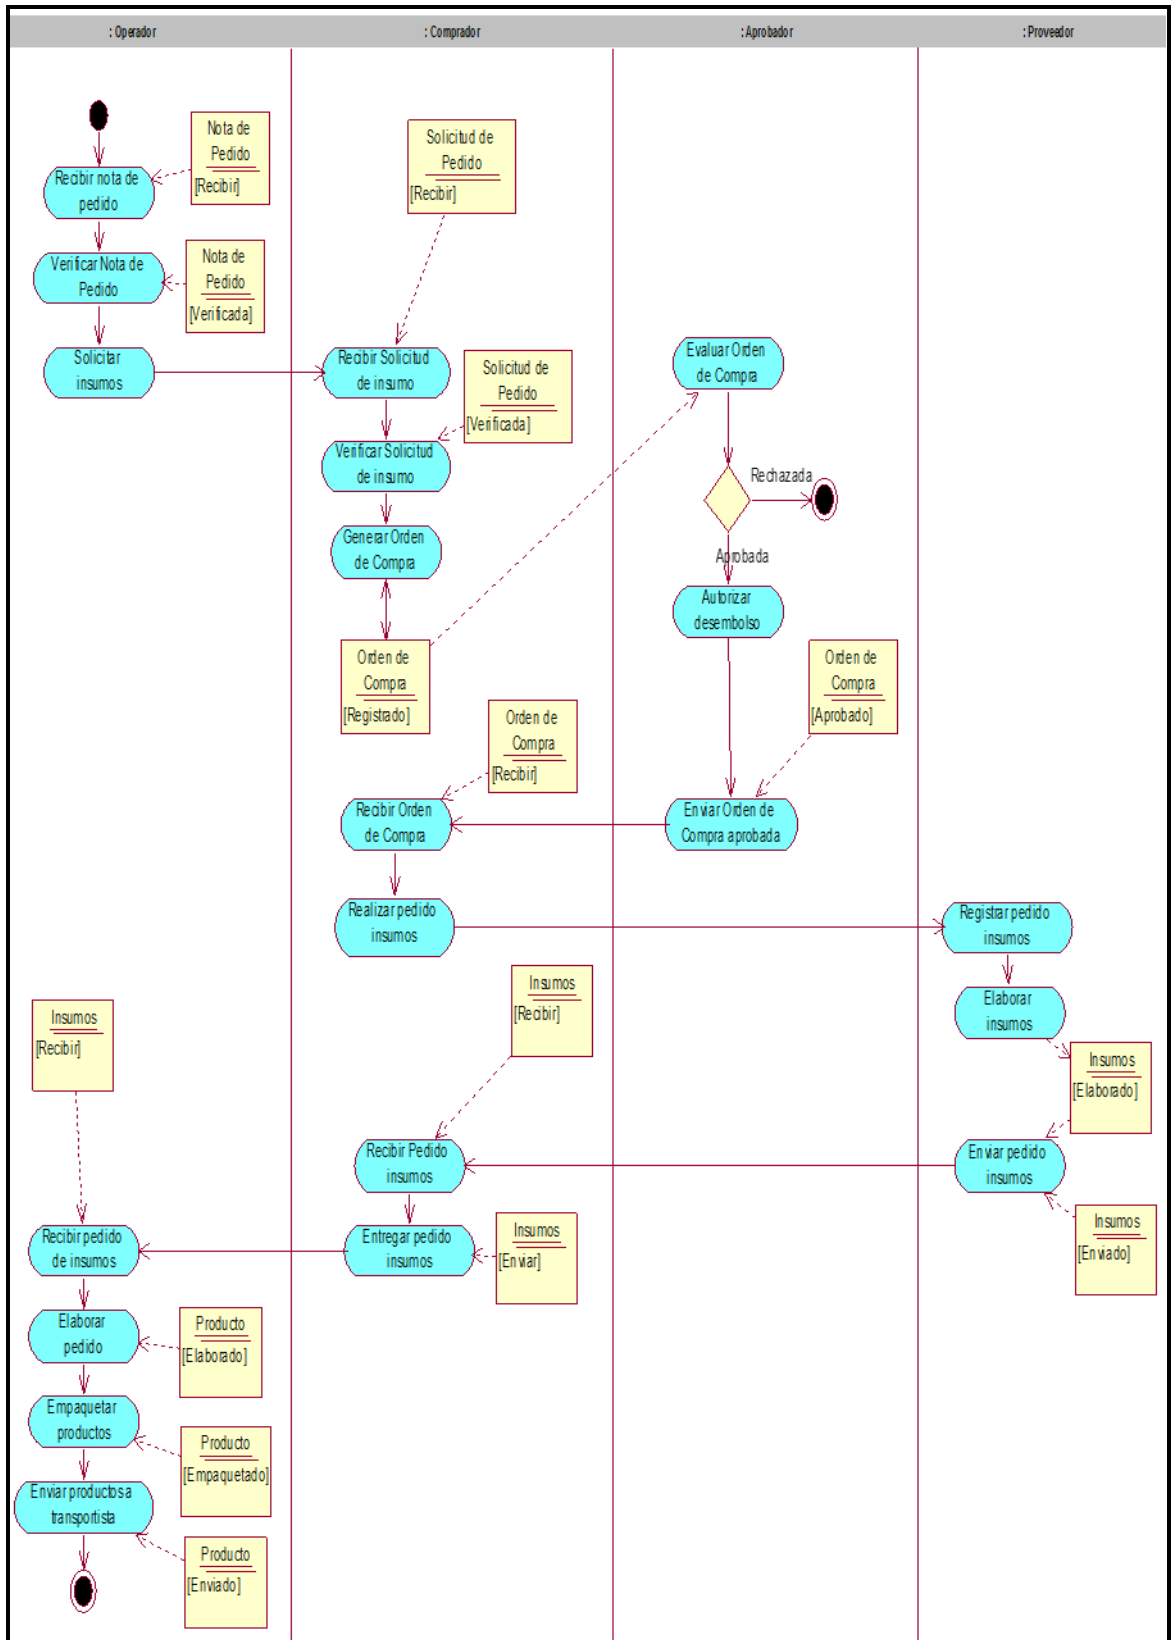 : Operador
: Comprador
: Aprobador
: Proveedor
Nota de
Pedido
[Recibir]
Solicitud de
Pedido
[Recibir]
Recibir nota de
pedido
Verificar Nota de
Pedido
Nota de
Pedido
[Verificada]
Solicitar
insumos
Recibir Solicitud
de insumo
Solicitud de
Pedido
[Verificada]
Evaluar Orden
de Compra
Verificar Solicitud
de insumo
Rechazada
Generar Orden
de Compra
Aprobada
Autorizar
desembolso
Orden de
Compra
[Registrado]
Orden de
Compra
[Aprobado]
Orden de
Compra
[Recibir]
Recibir Orden
de Compra
Enviar Orden de
Compra aprobada
Realizar pedido
insumos
Registrar pedido
insumos
Insumos
[Recibir]
Insumos
[Recibir]
Elaborar
insumos
Insumos
[Elaborado]
Recibir Pedido
insumos
Enviar pedido
insumos
Insumos
[Enviado]
Recibir pedido
de insumos
Entregar pedido
insumos
Insumos
[Enviar]
Elaborar
pedido
Producto
[Elaborado]
Empaquetar
productos
Producto
[Empaquetado]
Enviar productos a
transportista
Producto
[Enviado]